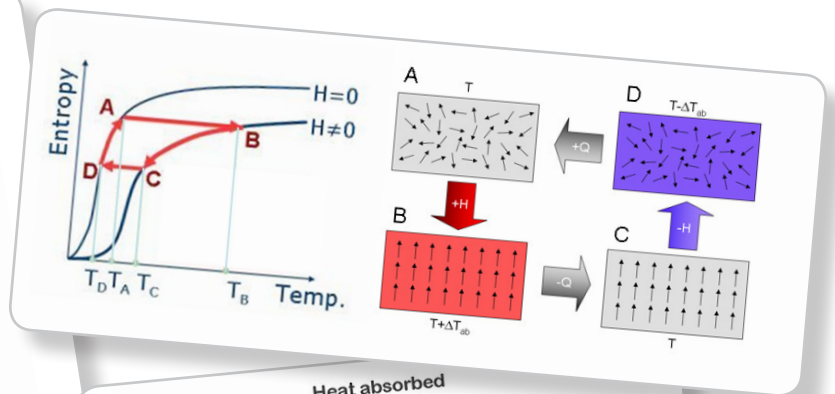 Entropy
A
H=0
B
H≠0
D
C
T_D T_A T_C
T_B
Temp.
A
T
+H
B
T+ΔT_ab
-Q
+Q
D
T-ΔT_ab
-H
C
T
Heat absorbed